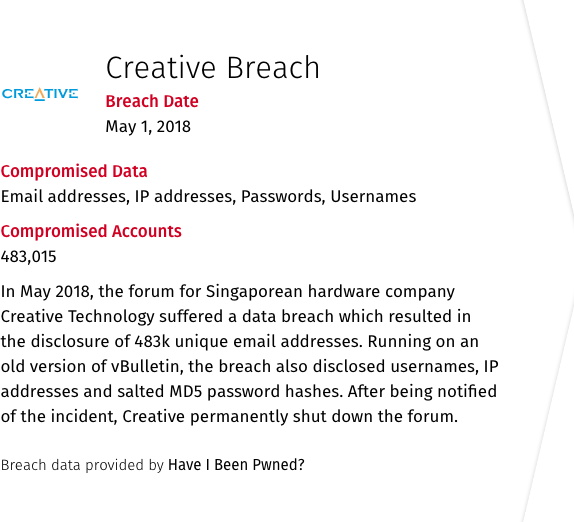 Creative Breach
CREATIVE
Breach Date
May 1, 2018
Compromised Data
Email addresses, IP addresses, Passwords, Usernames
Compromised Accounts
483,015
In May 2018, the forum for Singaporean hardware company
Creative Technology suffered a data breach which resulted in
the disclosure of 483k unique email addresses. Running on an
old version of vBulletin, the breach also disclosed usernames, IP
addresses and salted MD5 password hashes. After being notified
of the incident, Creative permanently shut down the forum.
Breach data provided by Have I Been Pwned?